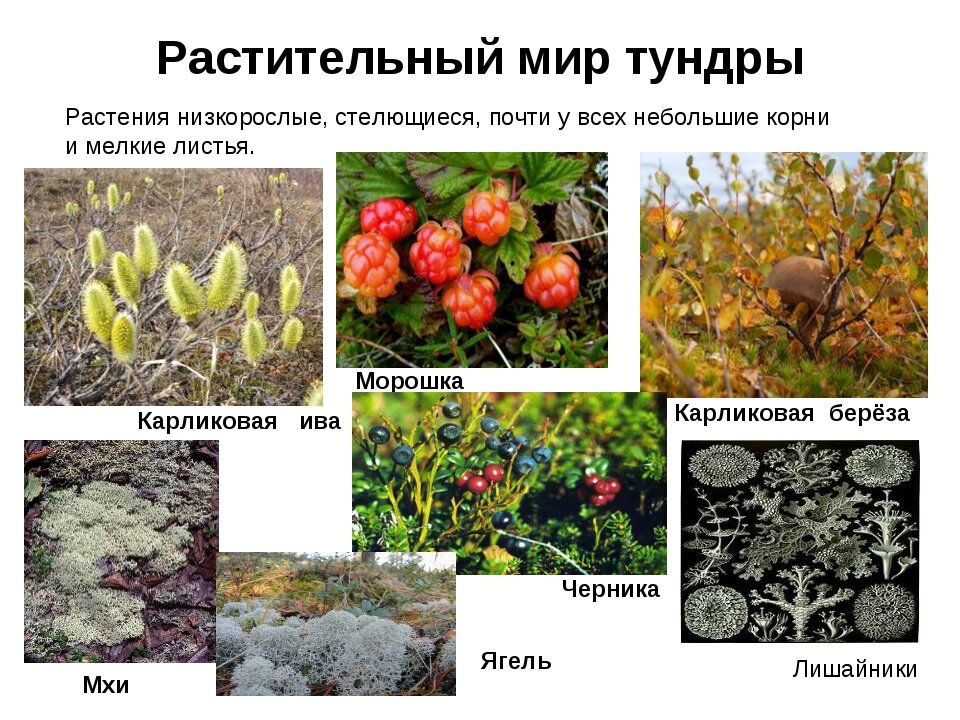 Растительный мир тундры
Растения низкорослые, стелющиеся, почти у всех небольшие корни
и мелкие листья.
Морошка
Карликовая ива
Карликовая берёза
Черника
Ягель
Лишайники
Мхи